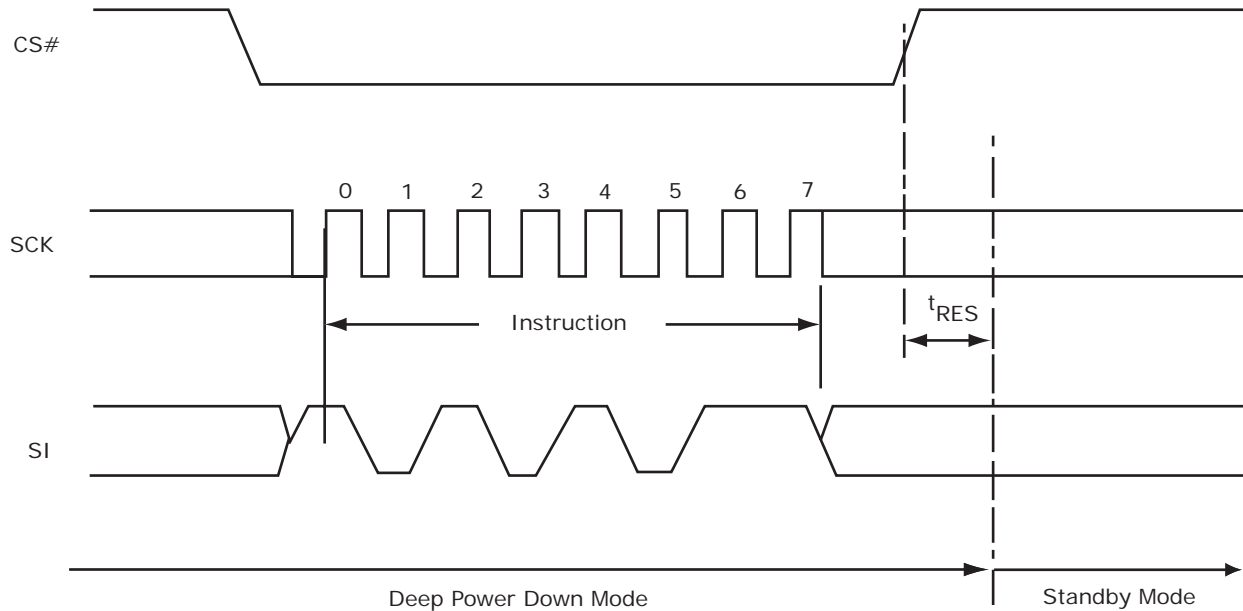 CS#
0 1 2 3 4 5 6 7
SCK
Instruction
tRES
SI
Deep Power Down Mode
Standby Mode